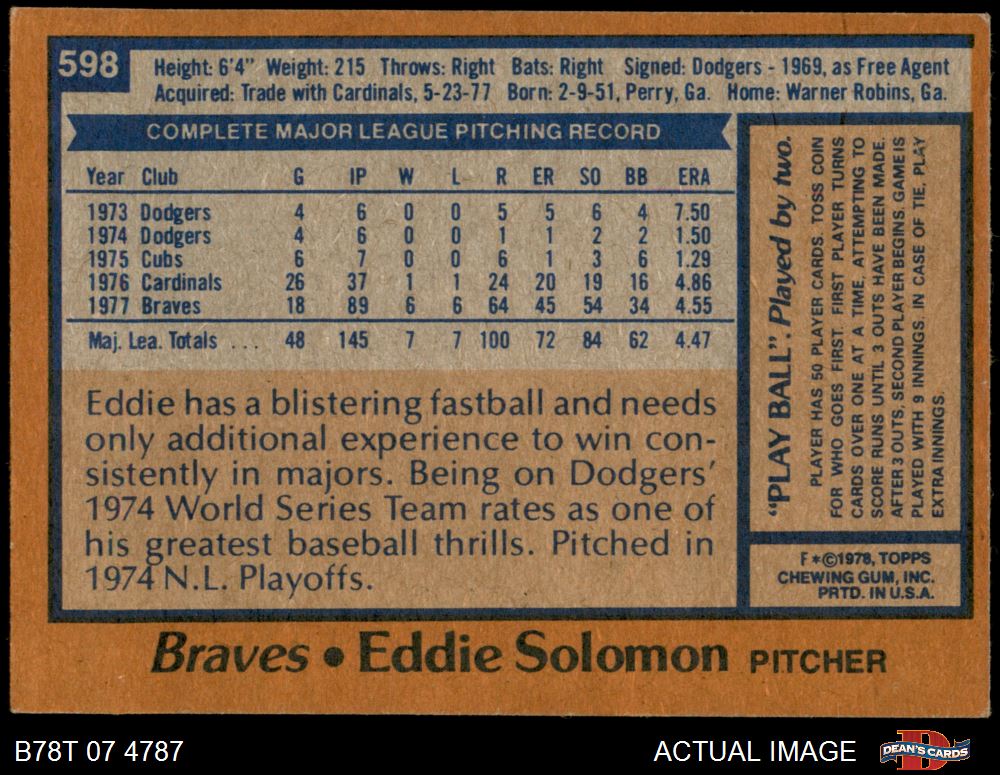 598
Height: 6'4" Weight: 215 Throws: Right Bats: Right Signed: Dodgers - 1969, as Free Agent
Acquired: Trade with Cardinals, 5-23-77 Born: 2-9-51, Perry, Ga. Home: Warner Robins, Ga.
COMPLETE MAJOR LEAGUE PITCHING RECORD
Year Club G IP W L R ER SO BB ERA
1973 Dodgers 4 6 0 0 5 5 6 4 7.50
1974 Dodgers 4 6 0 0 1 1 2 2 1.50
1975 Cubs 6 7 0 0 6 1 3 6 1.29
1976 Cardinals 26 37 1 1 24 20 19 16 4.86
1977 Braves 18 89 6 6 64 45 54 34 4.55
Maj. Lea. Totals ... 48 145 7 7 100 72 84 62 4.47
Eddie has a blistering fastball and needs
only additional experience to win con-
sistently in majors. Being on Dodgers'
1974 World Series Team rates as one of
his greatest baseball thrills. Pitched in
1974 N.L. Playoffs.
"PLAY BALL". Played by two.
PLAYER HAS 50 PLAYER CARDS. TOSS COIN
FOR WHO GOES FIRST. FIRST PLAYER TURNS
CARDS OVER ONE AT A TIME, ATTEMPTING TO
SCORE RUNS UNTIL 3 OUTS HAVE BEEN MADE.
AFTER 3 OUTS, SECOND PLAYER BEGINS. GAME IS
PLAYED WITH 9 INNINGS. IN CASE OF TIE, PLAY
EXTRA INNINGS.
F*©1978, TOPPS
CHEWING GUM, INC.
PRTD. IN U.S.A.
Braves • Eddie Solomon PITCHER
B78T 07 4787
ACTUAL IMAGE
D
DEAN'S CARDS